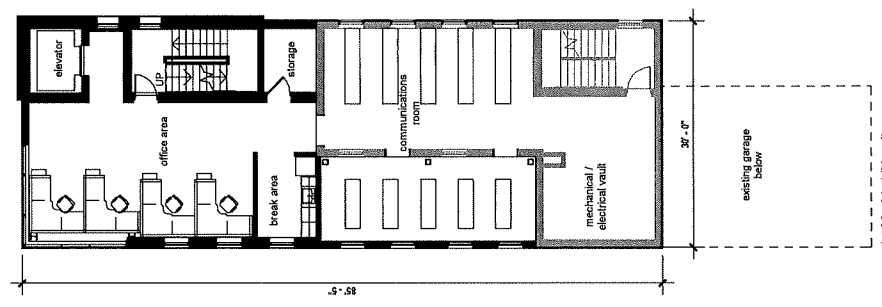 elevator
UP
storage
office area
communications
room
break area
mechanical /
electrical vault
30' - 0"
existing garage
below
85' - 5"